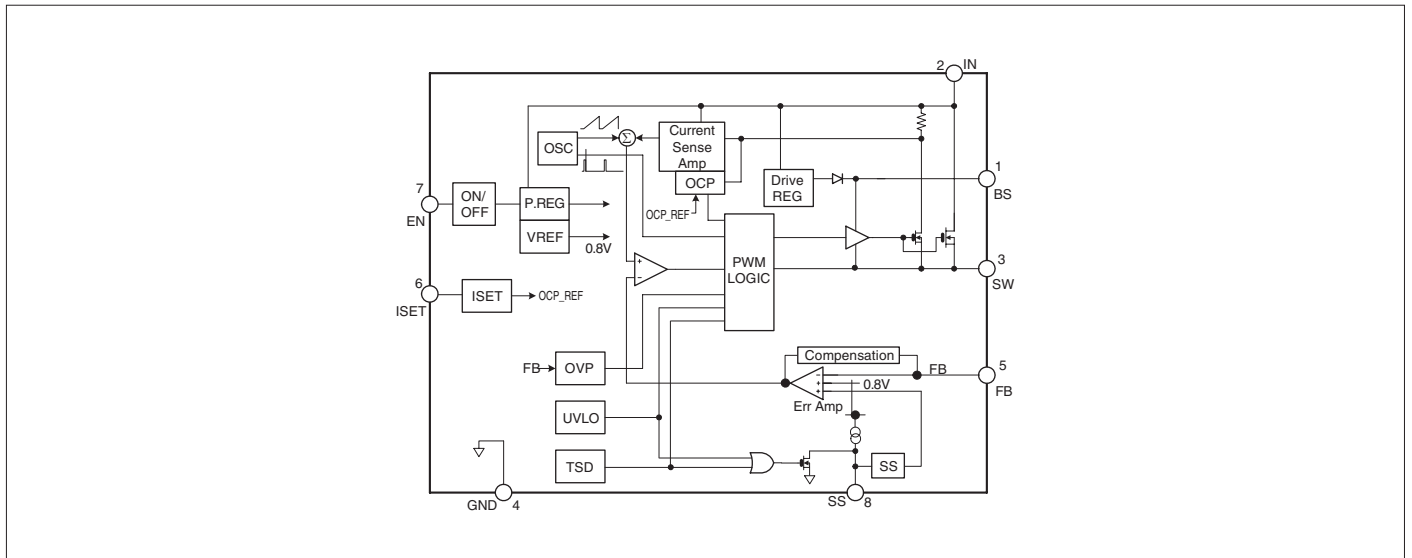 2
IN
OSC
Σ
Current
Sense
Amp
OCP
OCP_REF
Drive
REG
1
BS
7
EN
ON/
OFF
P.REG
VREF
0.8V
+
−
PWM
LOGIC
3
SW
6
ISET
ISET
OCP_REF
Compensation
FB
OVP
−
+
+
FB
0.8V
5
FB
Err Amp
UVLO
TSD
SS
GND
4
SS
8